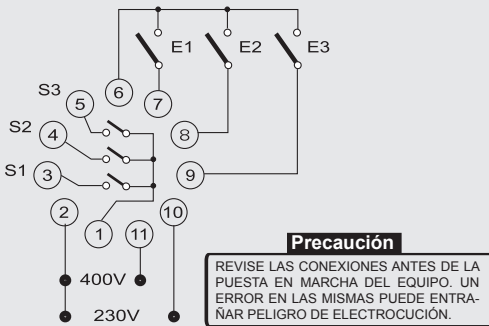 E1 E2 E3
6
7
S3
5
8
S2
4
S1
3
9
2
1
11
10
400V
230V
Precaución
REVISE LAS CONEXIONES ANTES DE LA
PUESTA EN MARCHA DEL EQUIPO. UN
ERROR EN LAS MISMAS PUEDE ENTRA-
ÑAR PELIGRO DE ELECTROCUCIÓN.